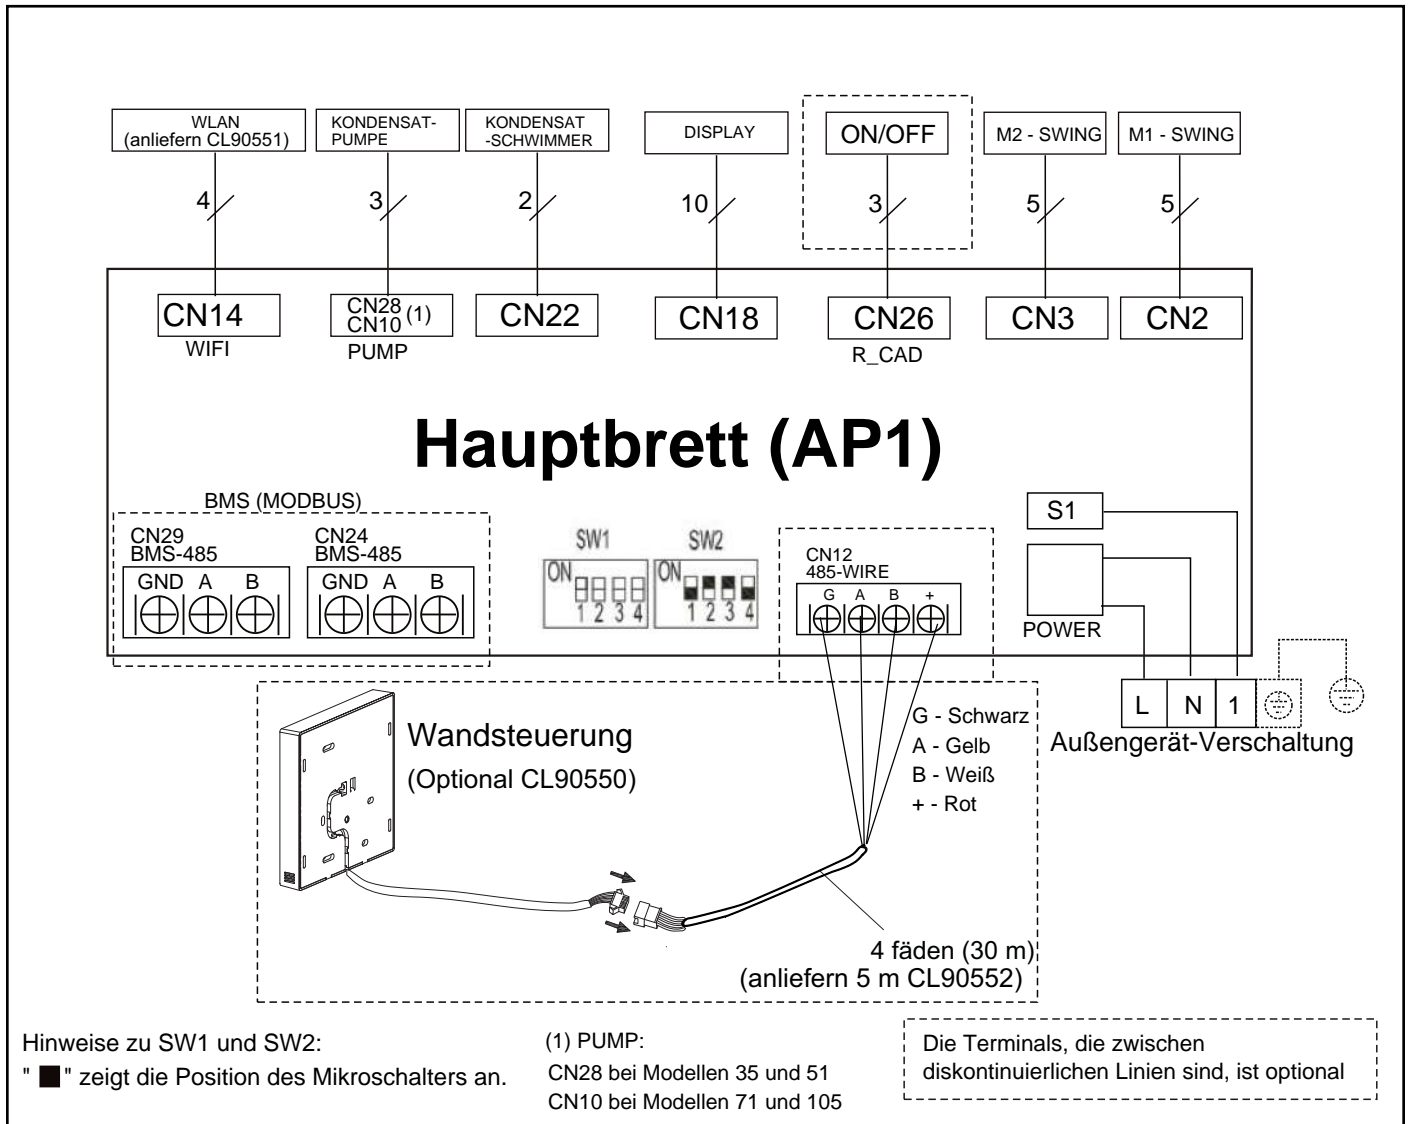 WLAN
(anliefern CL90551)
KONDENSAT-
PUMPE
KONDENSAT
-SCHWIMMER
DISPLAY
ON/OFF
M2 - SWING
M1 - SWING
4
3
2
10
3
5
5
CN14
WIFI
CN28
CN10 (1)
PUMP
CN22
CN18
CN26
R_CAD
CN3
CN2
Hauptbrett (AP1)
BMS (MODBUS)
CN29
BMS-485
GND A B
CN24
BMS-485
GND A B
SW1
ON
1 2 3 4
SW2
ON
1 2 3 4
CN12
485-WIRE
G A B +
S1
POWER
L N 1
Außengerät-Verschaltung
Wandsteuerung
(Optional CL90550)
G - Schwarz
A - Gelb
B - Weiß
+ - Rot
4 fäden (30 m)
(anliefern 5 m CL90552)
Hinweise zu SW1 und SW2:
" ■" zeigt die Position des Mikroschalters an.
(1) PUMP:
CN28 bei Modellen 35 und 51
CN10 bei Modellen 71 und 105
Die Terminals, die zwischen
diskontinuierlichen Linien sind, ist optional